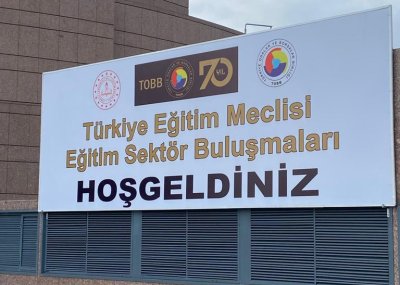 TOBB 70 YIL
Türkiye Eğitim Meclisi
Eğitim Sektör Buluşmaları
HOŞGELDİNİZ